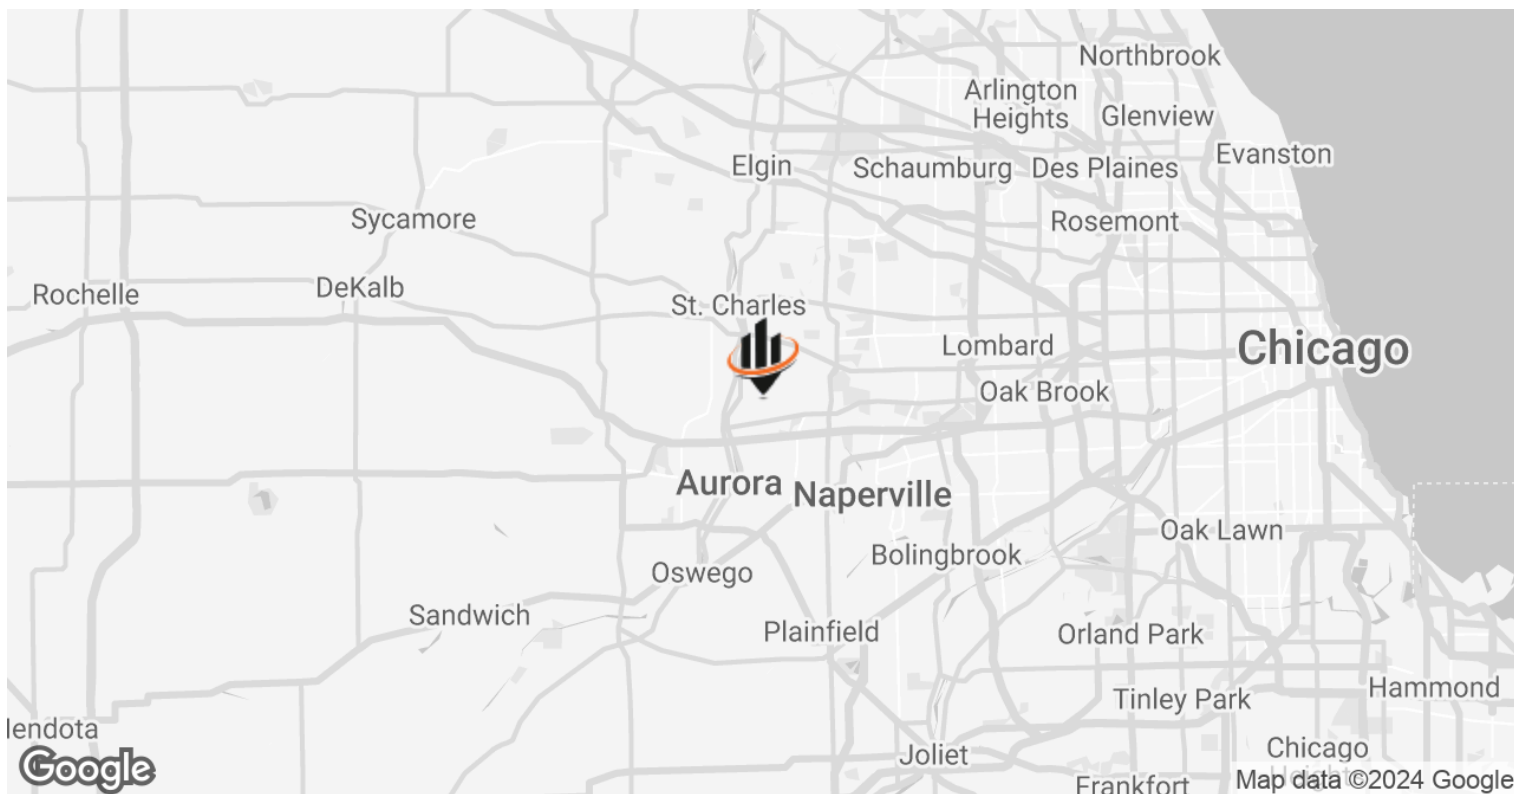 Northbrook
Arlington
Heights
Glenview
Evanston
Elgin
Schaumburg
Des Plaines
Sycamore
Rosemont
Rochelle
DeKalb
St. Charles
Lombard
Chicago
Oak Brook
Aurora
Naperville
Oak Lawn
Bolingbrook
Oswego
Sandwich
Plainfield
Orland Park
Hammond
Tinley Park
lendota
Joliet
Chicago
Google
Frankfort
Map data ©2024 Google